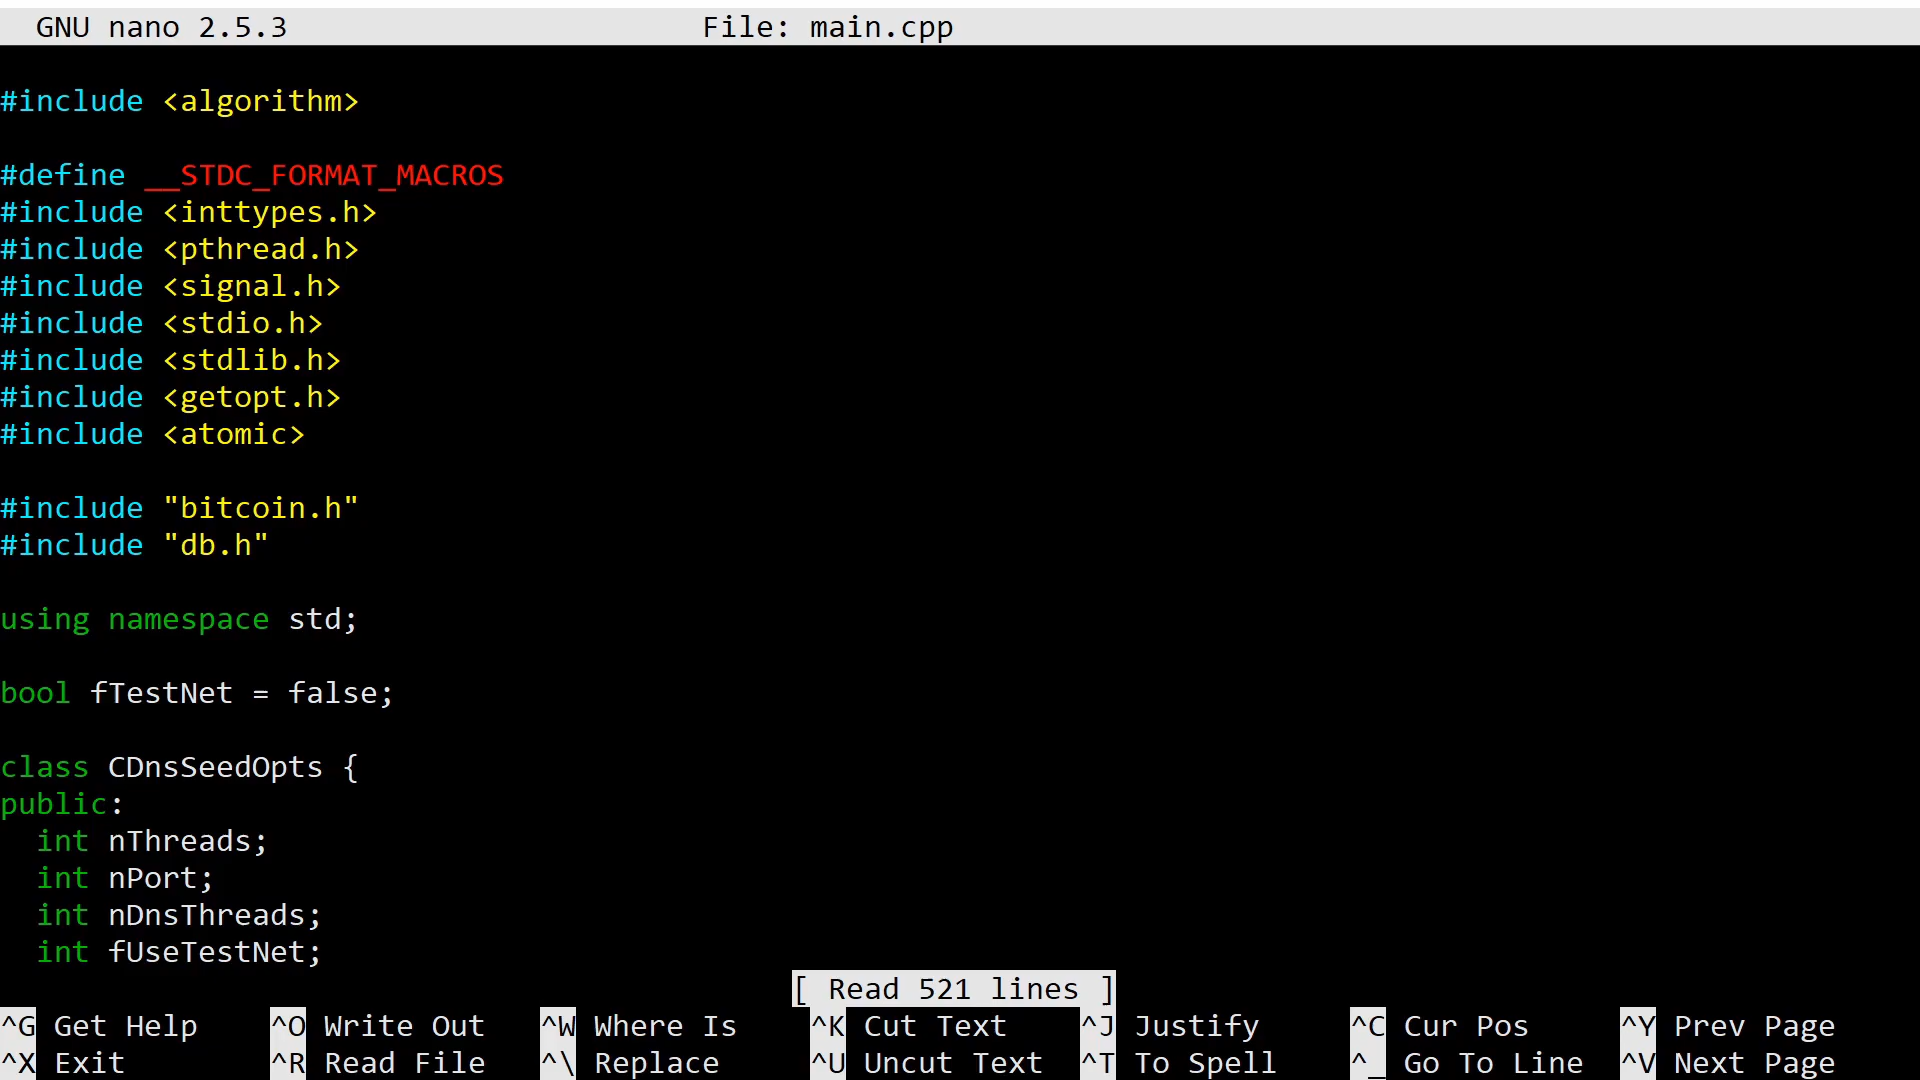 GNU nano 2.5.3 File: main.cpp
#include <algorithm>
#define __STDC_FORMAT_MACROS
#include <inttypes.h>
#include <pthread.h>
#include <signal.h>
#include <stdio.h>
#include <stdlib.h>
#include <getopt.h>
#include <atomic>
#include "bitcoin.h"
#include "db.h"
using namespace std;
bool fTestNet = false;
class CDnsSeedOpts {
public:
  int nThreads;
  int nPort;
  int nDnsThreads;
  int fUseTestNet;
[ Read 521 lines ]
^G Get Help ^O Write Out ^W Where Is ^K Cut Text ^J Justify ^C Cur Pos ^Y Prev Page
^X Exit ^R Read File ^\ Replace ^U Uncut Text ^T To Spell ^_ Go To Line ^V Next Page